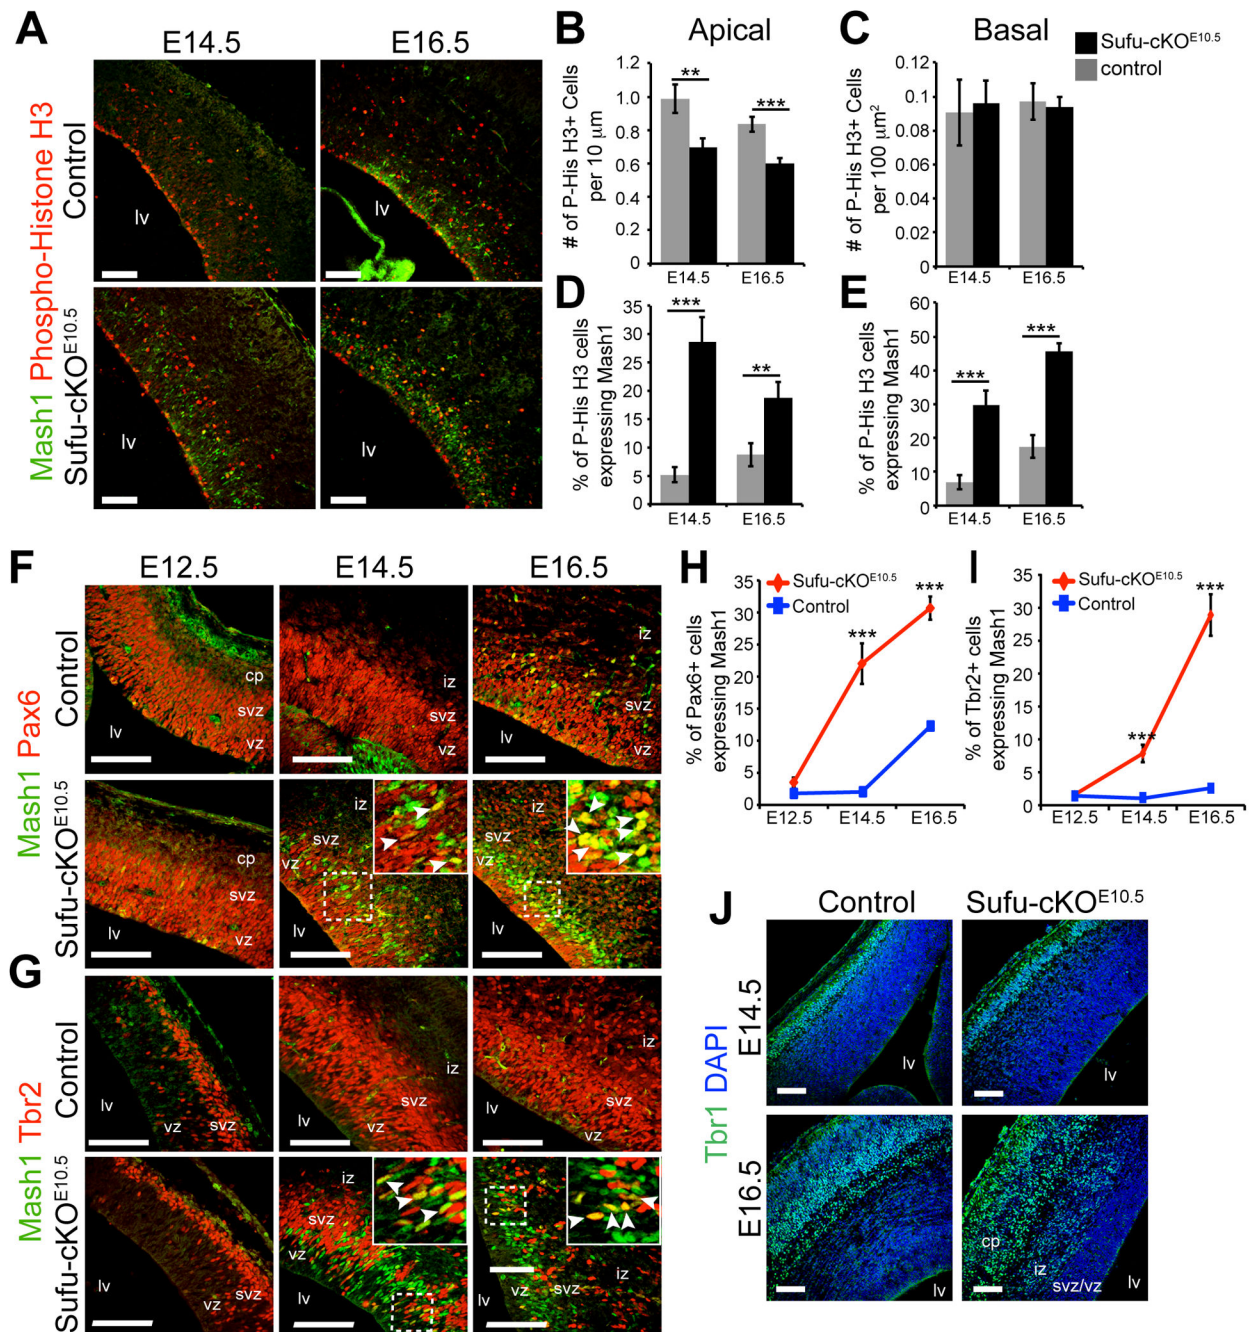 A
E14.5
E16.5
Mash1 Phospho-Histone H3
Control
Sufu-cKO^E10.5
lv
lv
lv
lv
B
Apical
# of P-His H3+ Cells
per 10 μm
1.2
1.0
0.8
0.6
0.4
0.2
0
**
***
E14.5
E16.5
C
Basal
Sufu-cKO^E10.5
control
# of P-His H3+ Cells
per 100 μm²
0.12
0.1
0.08
0.06
0.04
0.02
0
E14.5
E16.5
D
% of P-His H3 cells
expressing Mash1
35
30
25
20
15
10
5
0
***
**
E14.5
E16.5
E
% of P-His H3 cells
expressing Mash1
60
50
40
30
20
10
0
***
***
E14.5
E16.5
F
E12.5
E14.5
E16.5
Mash1 Pax6
Control
Sufu-cKO^E10.5
cp
svz
vz
lv
iz
svz
vz
lv
iz
svz
vz
lv
cp
svz
vz
lv
iz
svz
vz
lv
iz
svz
vz
lv
G
Mash1 Tbr2
Control
Sufu-cKO^E10.5
lv
vz
svz
iz
svz
vz
lv
iz
svz
vz
lv
lv
vz
svz
iz
svz
vz
lv
iz
svz
vz
lv
H
Sufu-cKO^E10.5
Control
% of Pax6+ cells
expressing Mash1
35
30
25
20
15
10
5
0
***
***
E12.5
E14.5
E16.5
I
Sufu-cKO^E10.5
Control
% of Tbr2+ cells
expressing Mash1
35
30
25
20
15
10
5
0
***
***
E12.5
E14.5
E16.5
J
Control
Sufu-cKO^E10.5
Tbr1 DAPI
E14.5
E16.5
lv
lv
lv
cp
iz
svz/vz
lv